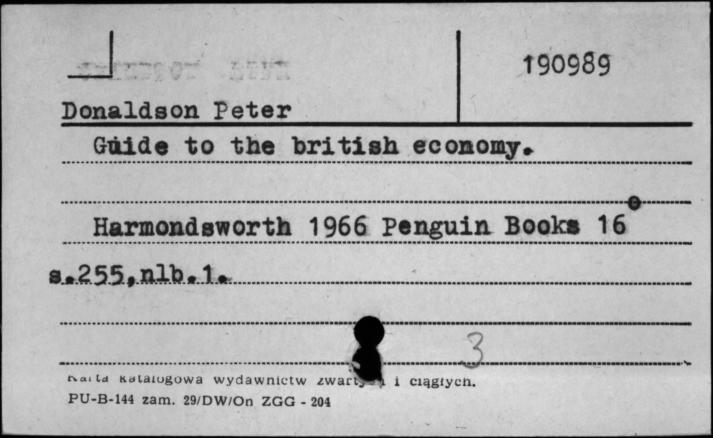 190989
Donaldson Peter
Guide to the british economy.
Harmondsworth 1966 Penguin Books 16°
s.255,nlb.1.
3
Karta katalogowa wydawnictw zwartych i ciągłych.
PU-B-144 zam. 29/DW/On ZGG - 204